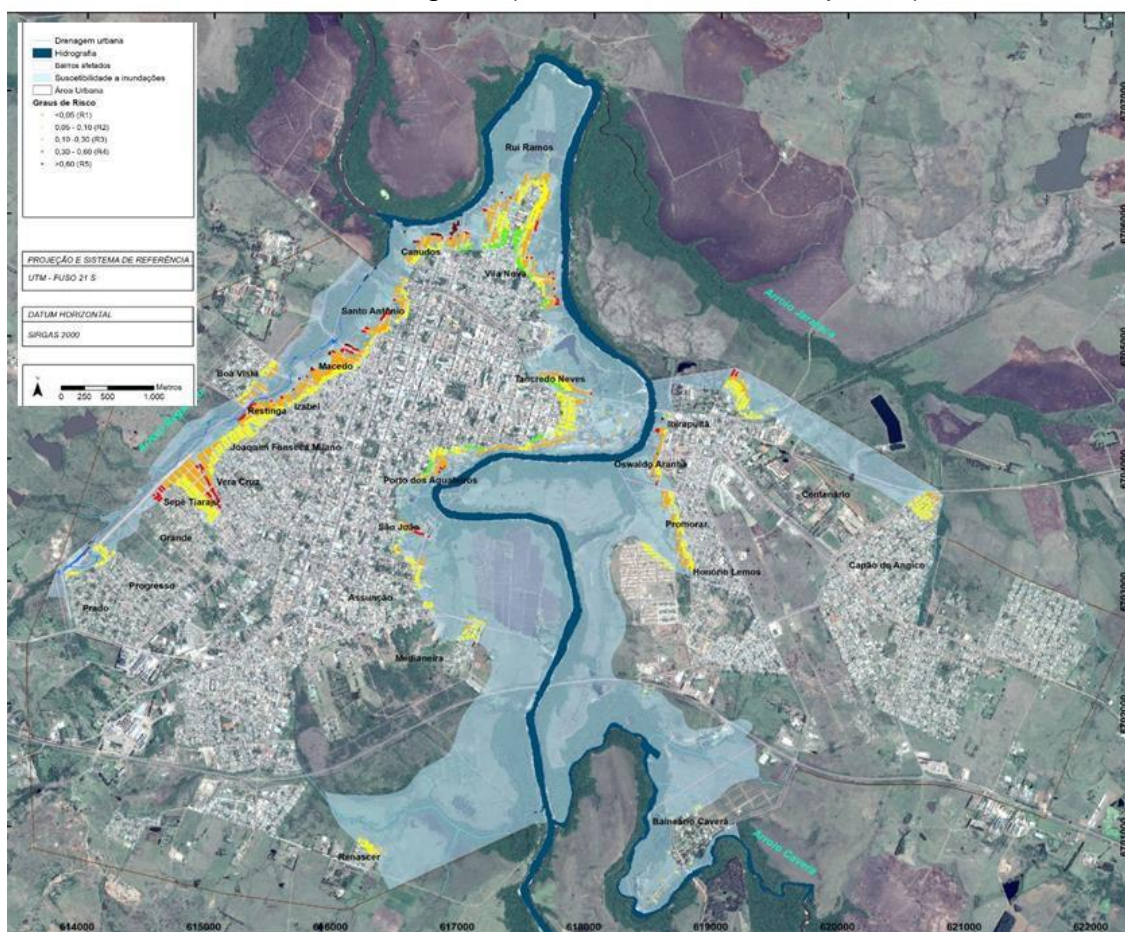 Drenagem urbana
Hidrografia
Bairros afetados
Suscetibilidade a inundações
Área Urbana
Graus de Risco
<0,05 (R1)
0,05 - 0,10 (R2)
0,10 -0,30 (R3)
0,30 - 0,60 (R4)
>0,60 (R5)
PROJEÇÃO E SISTEMA DE REFERÊNCIA
UTM - FUSO 21 S
DATUM HORIZONTAL
SIRGAS 2000
0 250 500 1.000 Metros
Rui Ramos
Canudos
Vila Nova
Arroio Jararaca
Santo Antônio
Macedo
Boa Vista
Tancredo Neves
Restinga
Izabel
Ibirapuitã
Joaquim Fonseca Milano
Oswaldo Aranha
Vera Cruz
Porto dos Aguateiros
Centenário
Sepé Tiaraju
São João
Promorar
Grande
Capão do Angico
Honório Lemos
Progresso
Assunção
Prado
Medianeira
Balneário Caverá
Arroio Caverá
Renascer
614000 615000 616000 617000 618000 619000 620000 621000 622000